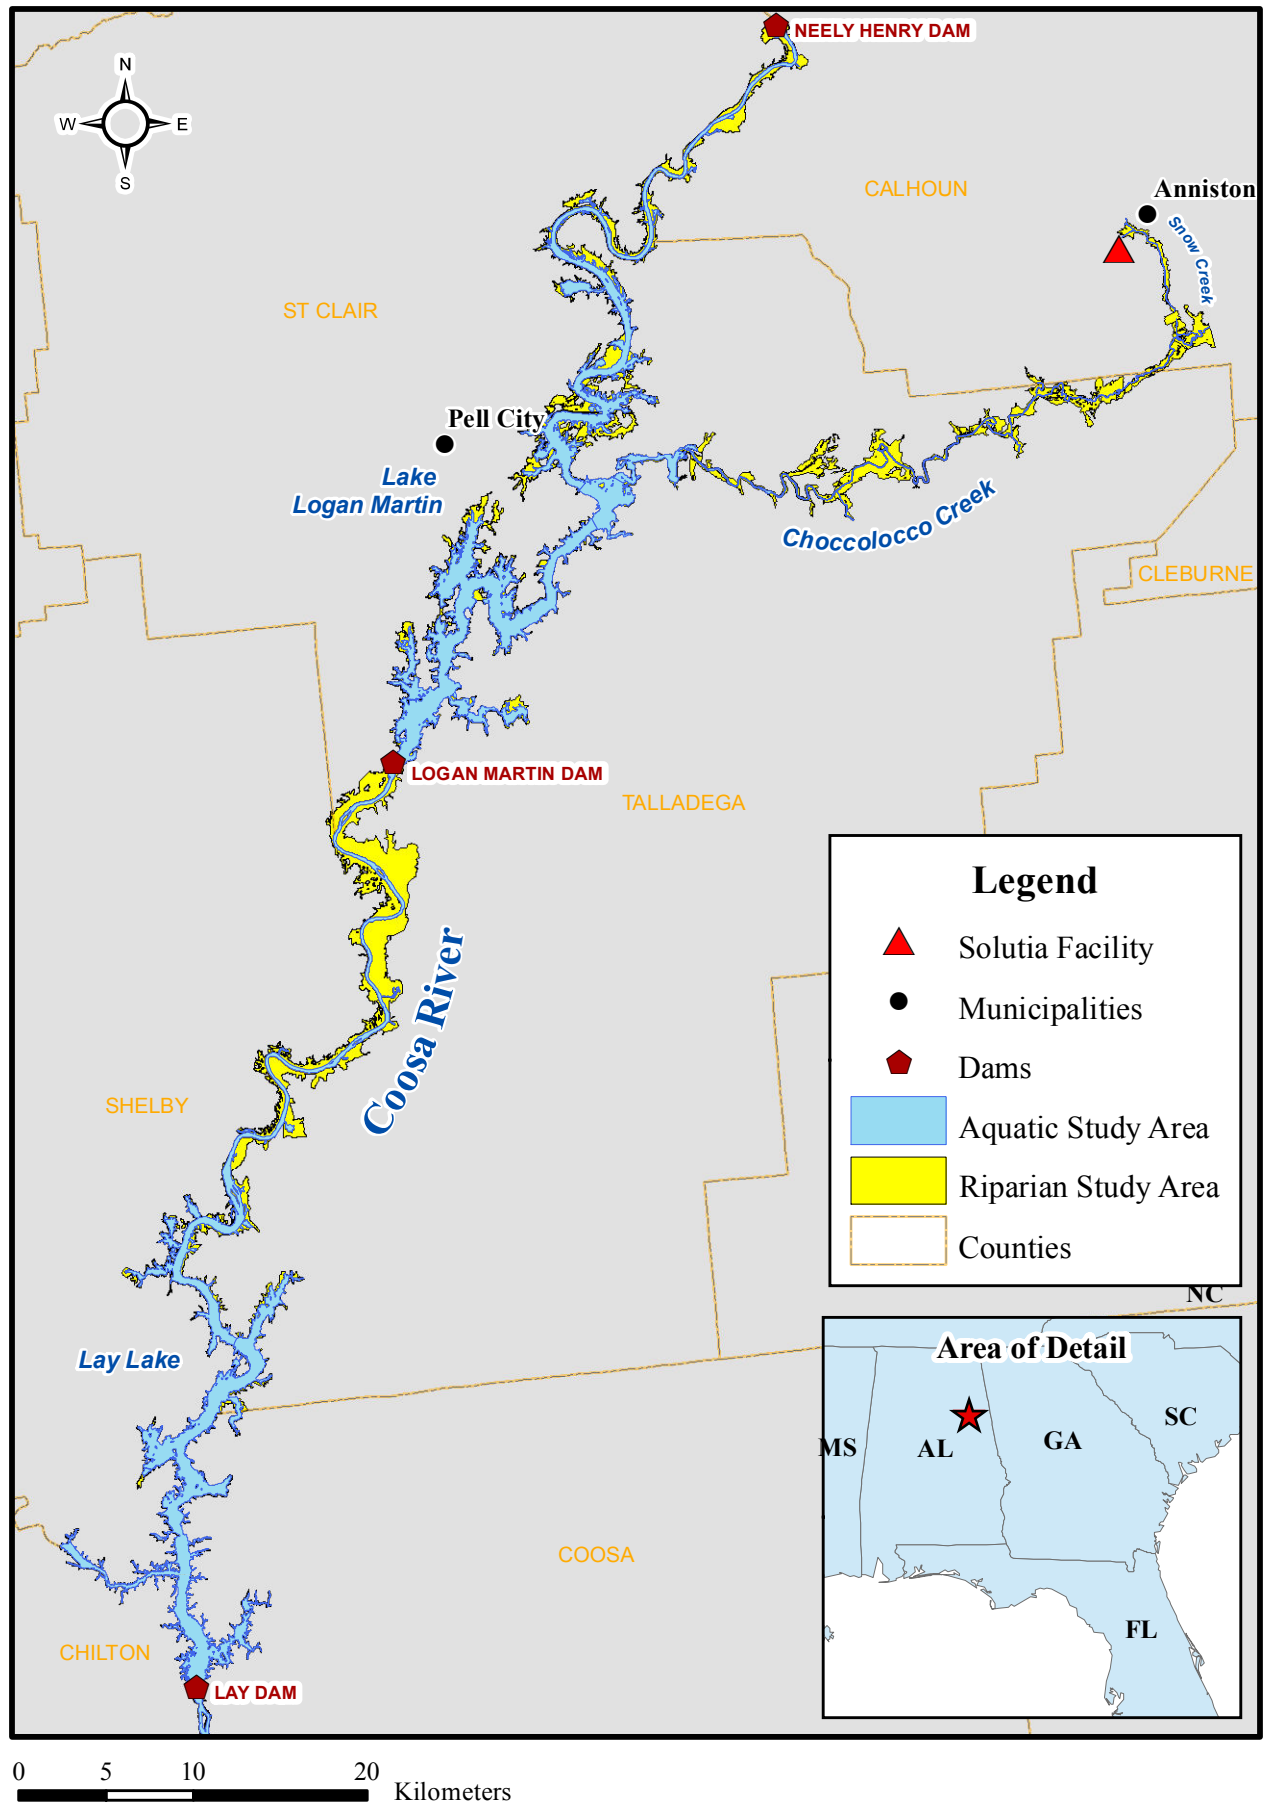 NEELY HENRY DAM
N
W
E
S
CALHOUN
Anniston
Snow Creek
ST CLAIR
Pell City
Lake
Logan Martin
Choccolocco Creek
CLEBURNE
LOGAN MARTIN DAM
TALLADEGA
Legend
Solutia Facility
Municipalities
Dams
Aquatic Study Area
Riparian Study Area
Counties
Coosa River
SHELBY
NC
Area of Detail
Lay Lake
MS
AL
GA
SC
FL
COOSA
CHILTON
LAY DAM
0 5 10 20
Kilometers